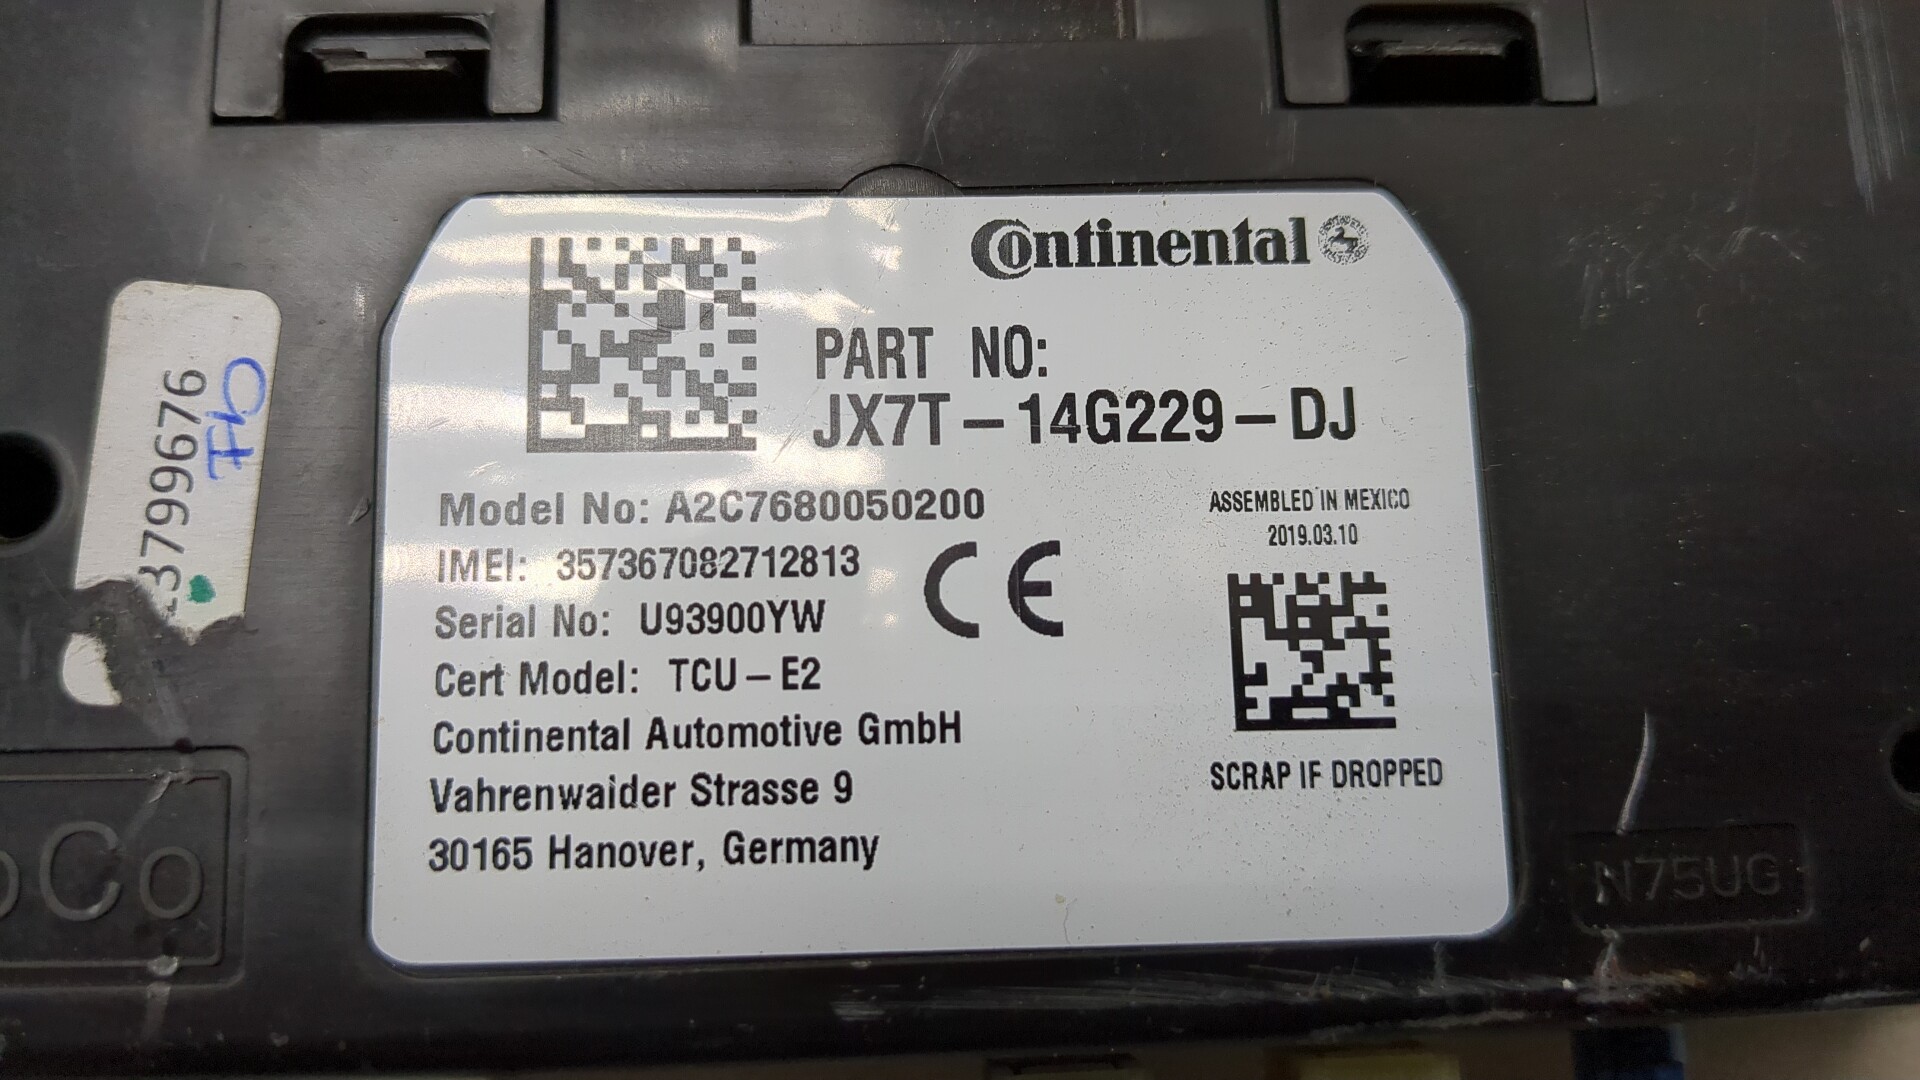 Continental
PART NO:
JX7T-14G229-DJ
Model No: A2C7680050200
IMEI: 357367082712813
Serial No: U93900YW
Cert Model: TCU-E2
Continental Automotive GmbH
Vahrenwaider Strasse 9
30165 Hanover, Germany
CE
ASSEMBLED IN MEXICO
2019.03.10
SCRAP IF DROPPED
3799676
Co
N75UG